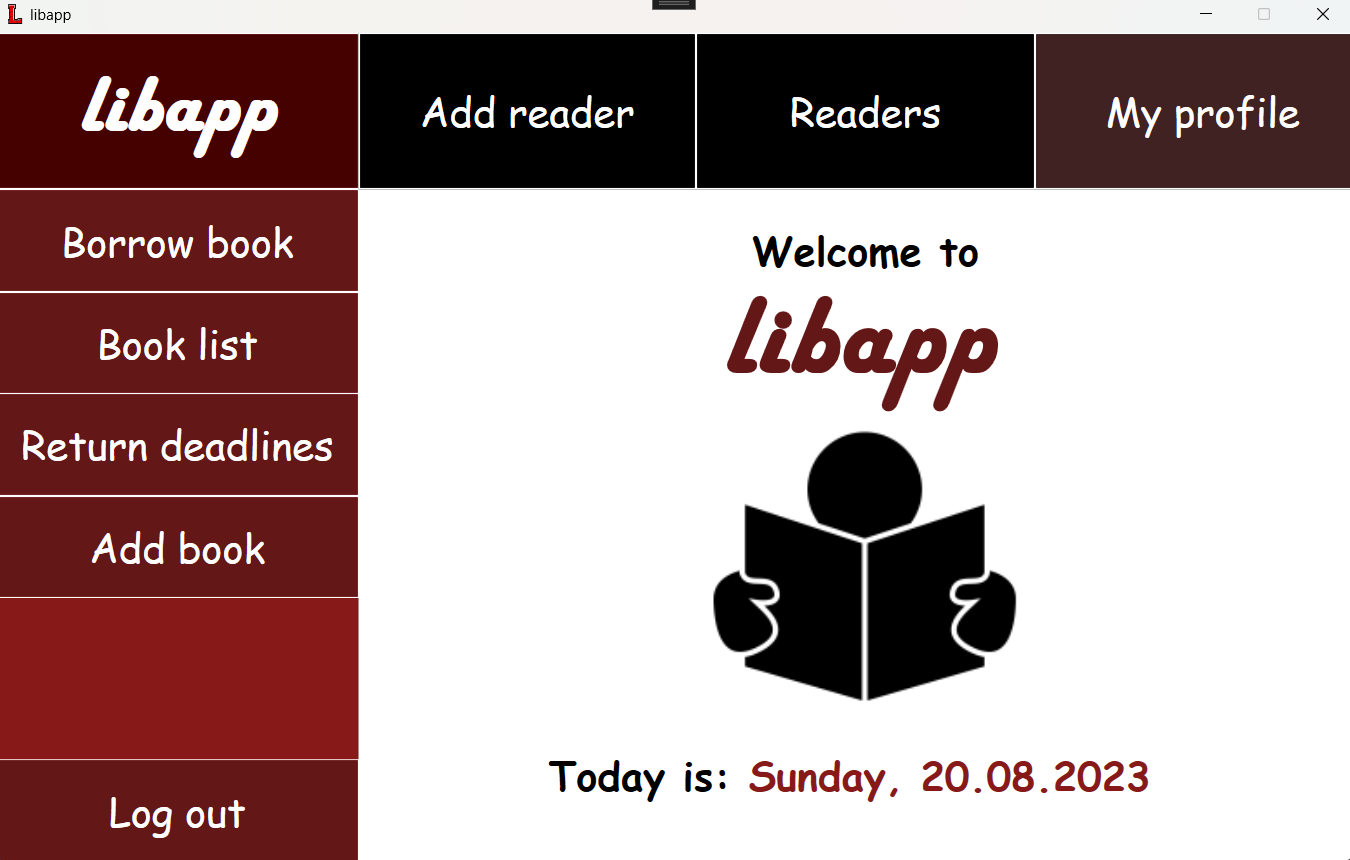 libapp
libapp
Add reader
Readers
My profile
Borrow book
Book list
Return deadlines
Add book
Log out
Welcome to
libapp
Today is: Sunday, 20.08.2023